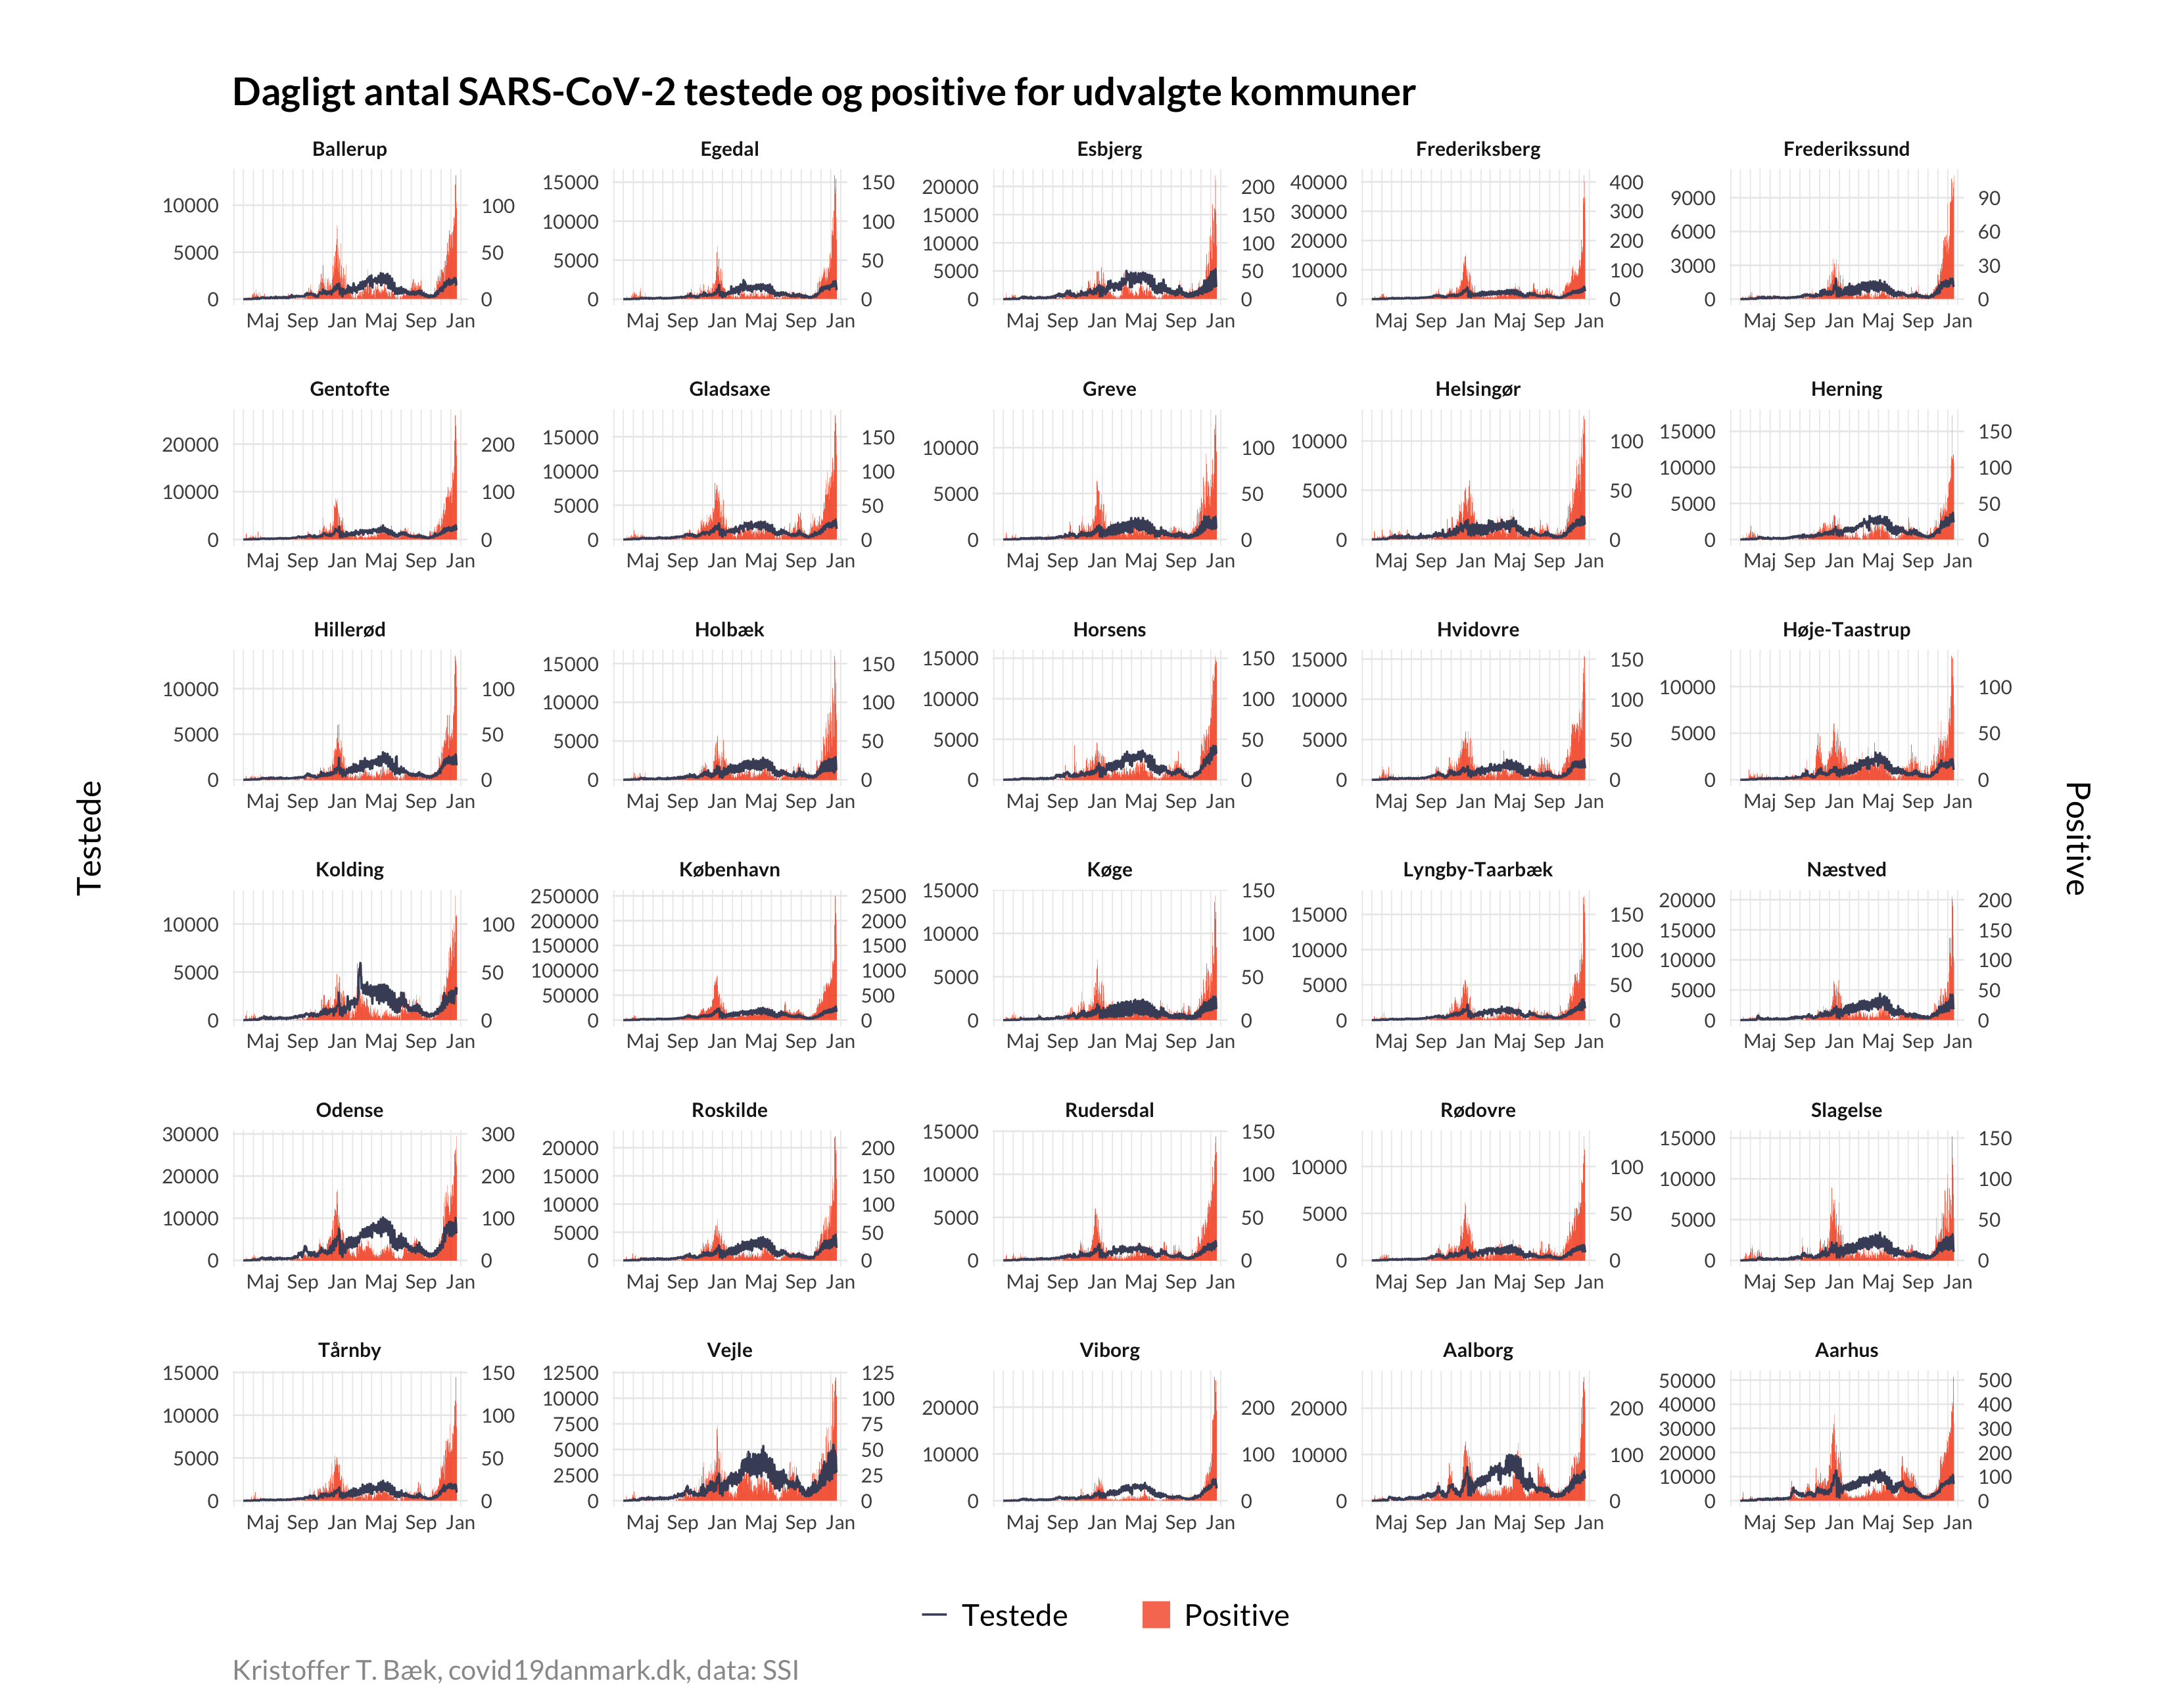 Dagligt antal SARS-CoV-2 testede og positive for udvalgte kommuner
Ballerup Egedal Esbjerg Frederiksberg Frederikssund
10000 5000 0 100 50 0 15000 10000 5000 0 150 100 50 0 20000 15000 10000 5000 0 200 150 100 50 0 40000 30000 20000 10000 0 400 300 200 100 0 9000 6000 3000 0 90 60 30 0
Maj Sep Jan Maj Sep Jan Maj Sep Jan Maj Sep Jan Maj Sep Jan Maj Sep Jan Maj Sep Jan Maj Sep Jan Maj Sep Jan Maj Sep Jan
Gentofte Gladsaxe Greve Helsingør Herning
20000 10000 0 200 100 0 15000 10000 5000 0 150 100 50 0 10000 5000 0 100 50 0 10000 5000 0 100 50 0 15000 10000 5000 0 150 100 50 0
Maj Sep Jan Maj Sep Jan Maj Sep Jan Maj Sep Jan Maj Sep Jan Maj Sep Jan Maj Sep Jan Maj Sep Jan Maj Sep Jan Maj Sep Jan
Hillerød Holbæk Horsens Hvidovre Høje-Taastrup
10000 5000 0 100 50 0 15000 10000 5000 0 150 100 50 0 15000 10000 5000 0 150 100 50 0 15000 10000 5000 0 150 100 50 0 10000 5000 0 100 50 0
Maj Sep Jan Maj Sep Jan Maj Sep Jan Maj Sep Jan Maj Sep Jan Maj Sep Jan Maj Sep Jan Maj Sep Jan Maj Sep Jan Maj Sep Jan
Testede
Positive
Kolding København Køge Lyngby-Taarbæk Næstved
10000 5000 0 100 50 0 250000 200000 150000 100000 50000 0 2500 2000 1500 1000 500 0 15000 10000 5000 0 150 100 50 0 15000 10000 5000 0 150 100 50 0 20000 15000 10000 5000 0 200 150 100 50 0
Maj Sep Jan Maj Sep Jan Maj Sep Jan Maj Sep Jan Maj Sep Jan Maj Sep Jan Maj Sep Jan Maj Sep Jan Maj Sep Jan Maj Sep Jan
Odense Roskilde Rudersdal Rødovre Slagelse
30000 20000 10000 0 300 200 100 0 20000 15000 10000 5000 0 200 150 100 50 0 15000 10000 5000 0 150 100 50 0 10000 5000 0 100 50 0 15000 10000 5000 0 150 100 50 0
Maj Sep Jan Maj Sep Jan Maj Sep Jan Maj Sep Jan Maj Sep Jan Maj Sep Jan Maj Sep Jan Maj Sep Jan Maj Sep Jan Maj Sep Jan
Tårnby Vejle Viborg Aalborg Aarhus
15000 10000 5000 0 150 100 50 0 12500 10000 7500 5000 2500 0 125 100 75 50 25 0 20000 10000 0 200 100 0 20000 10000 0 200 100 0 50000 40000 30000 20000 10000 0 500 400 300 200 100 0
Maj Sep Jan Maj Sep Jan Maj Sep Jan Maj Sep Jan Maj Sep Jan Maj Sep Jan Maj Sep Jan Maj Sep Jan Maj Sep Jan Maj Sep Jan
Testede Positive
Kristoffer T. Bæk, covid19danmark.dk, data: SSI